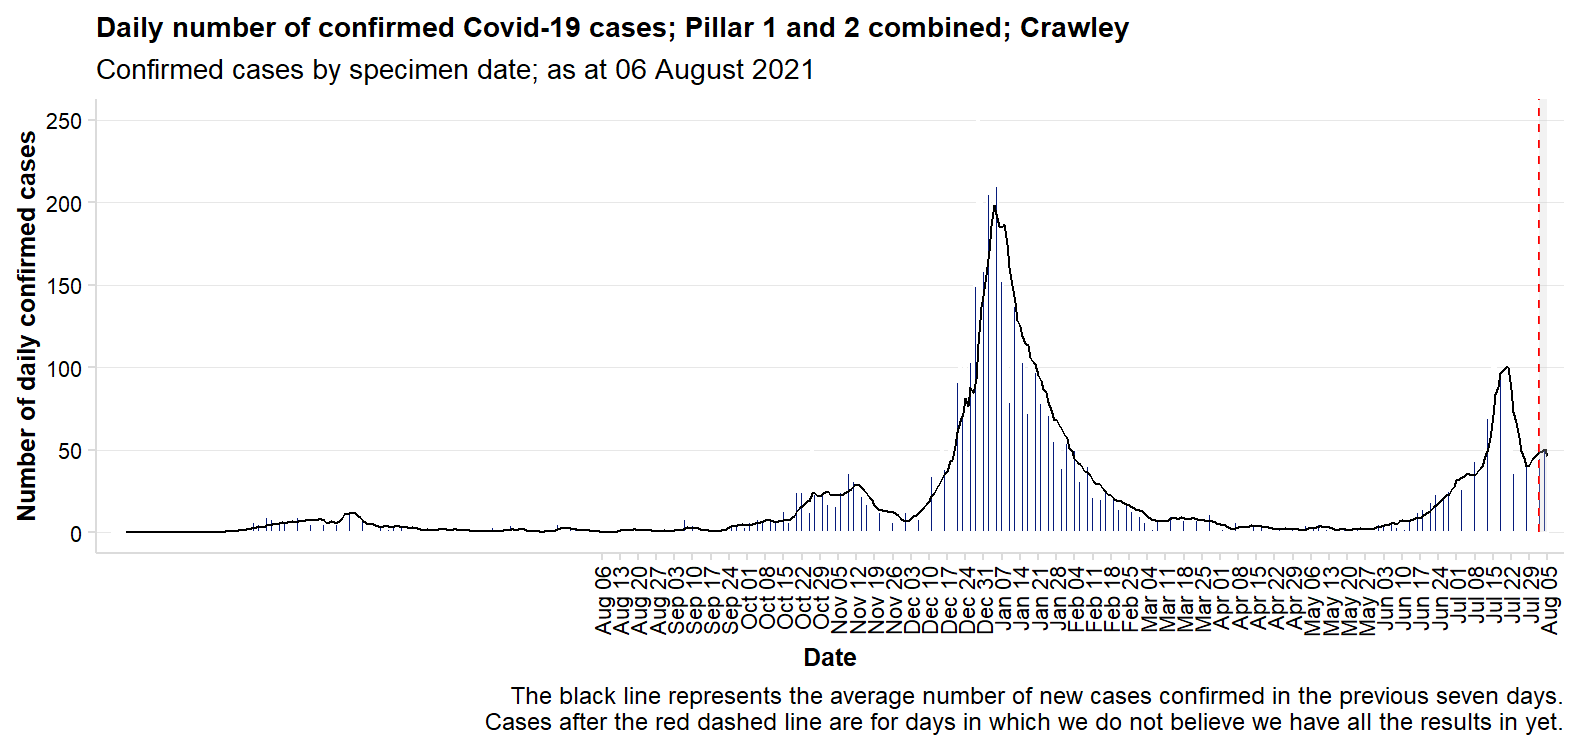 Daily number of confirmed Covid-19 cases; Pillar 1 and 2 combined; Crawley
Confirmed cases by specimen date; as at 06 August 2021
Number of daily confirmed cases
250
200
150
100
50
0
Aug 06
Aug 13
Aug 20
Aug 27
Sep 03
Sep 10
Sep 17
Sep 24
Oct 01
Oct 08
Oct 15
Oct 22
Oct 29
Nov 05
Nov 12
Nov 19
Nov 26
Dec 03
Dec 10
Dec 17
Dec 24
Dec 31
Jan 07
Jan 14
Jan 21
Jan 28
Feb 04
Feb 11
Feb 18
Feb 25
Mar 04
Mar 11
Mar 18
Mar 25
Apr 01
Apr 08
Apr 15
Apr 22
Apr 29
May 06
May 13
May 20
May 27
Jun 03
Jun 10
Jun 17
Jun 24
Jul 01
Jul 08
Jul 15
Jul 22
Jul 29
Aug 05
Date
The black line represents the average number of new cases confirmed in the previous seven days.
Cases after the red dashed line are for days in which we do not believe we have all the results in yet.